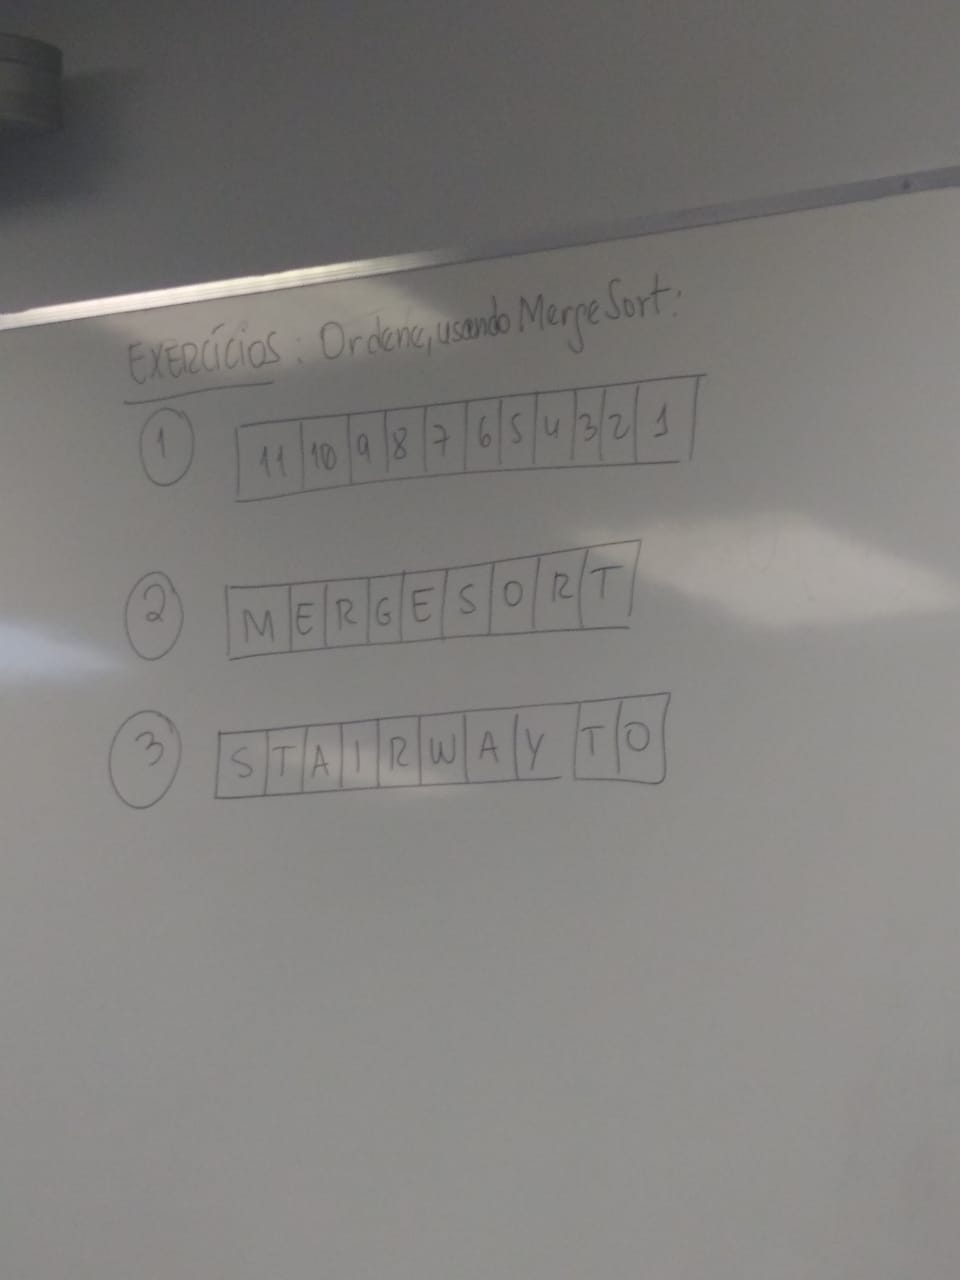 EXERCÍCIOS: Ordene, usando MergeSort:
1 11 10 9 8 7 6 5 4 3 2 1
2 M E R G E S O R T
3 S T A I R W A Y T O